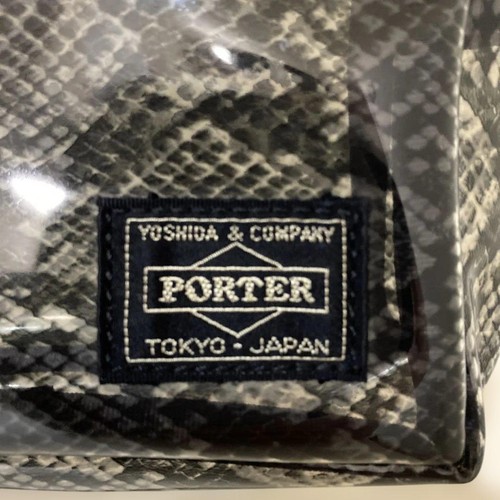 YOSHIDA & COMPANY
PORTER
TOKYO • JAPAN